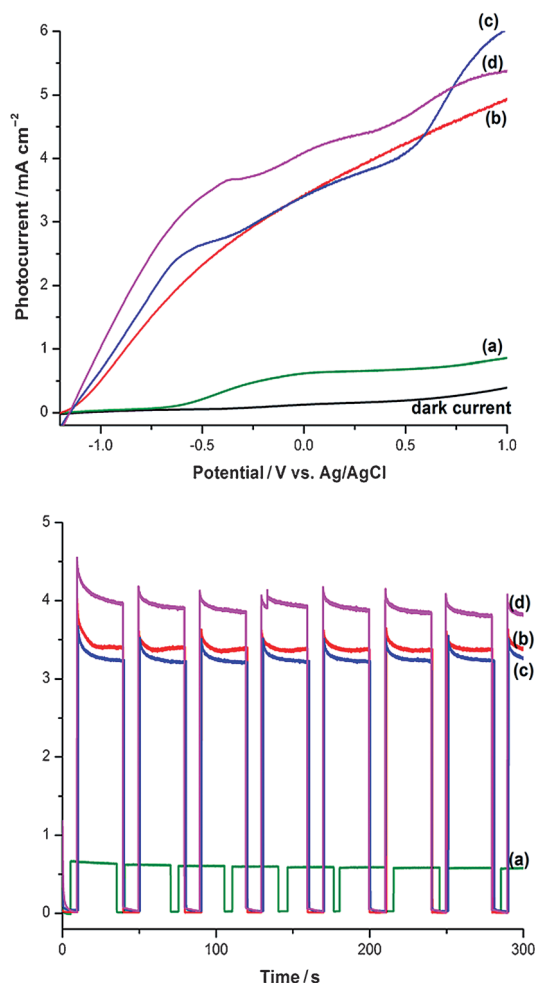 6
(c)
(d)
5
(b)
4
3
2
1
(a)
dark current
0
-1.0 -0.5 0.0 0.5 1.0
Photocurrent / mA cm⁻²
Potential / V vs. Ag/AgCl
5
4
(d)
(b)
(c)
3
2
1
(a)
0
0 100 200 300
Time / s